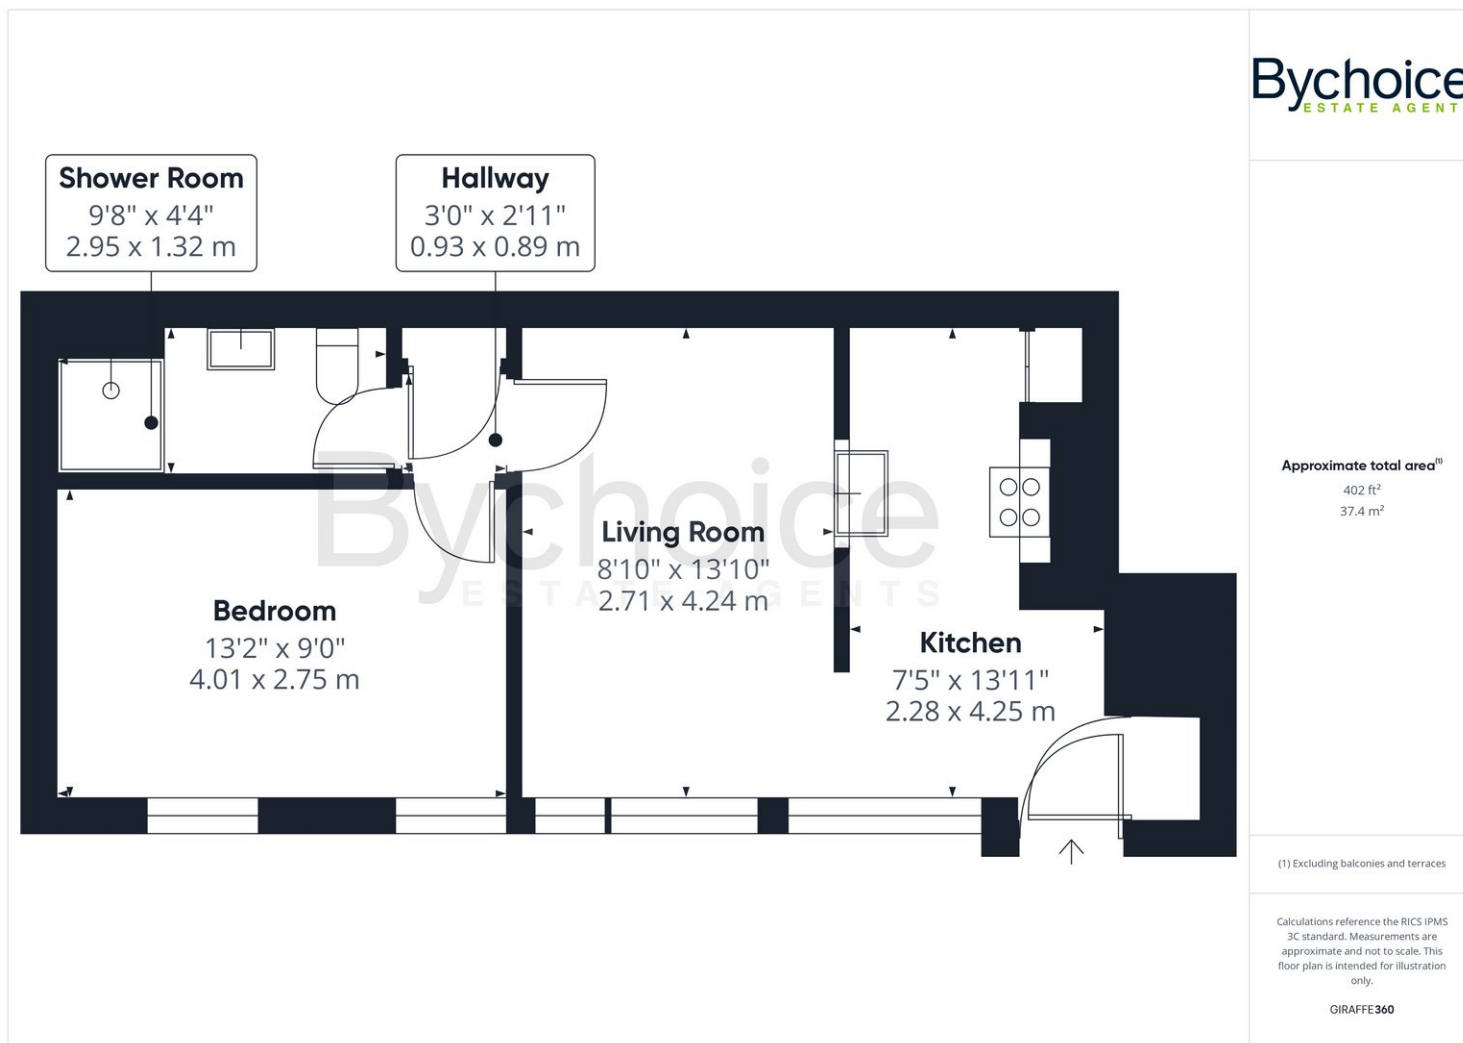 Bychoice
ESTATE AGENT
Shower Room
9'8" x 4'4"
2.95 x 1.32 m
Hallway
3'0" x 2'11"
0.93 x 0.89 m
Bychoice
ESTATE AGENTS
Living Room
8'10" x 13'10"
2.71 x 4.24 m
Bedroom
13'2" x 9'0"
4.01 x 2.75 m
Kitchen
7'5" x 13'11"
2.28 x 4.25 m
Approximate total area(1)
402 ft²
37.4 m²
(1) Excluding balconies and terraces
Calculations reference the RICS IPMS
3C standard. Measurements are
approximate and not to scale. This
floor plan is intended for illustration
only.
GIRAFFE360